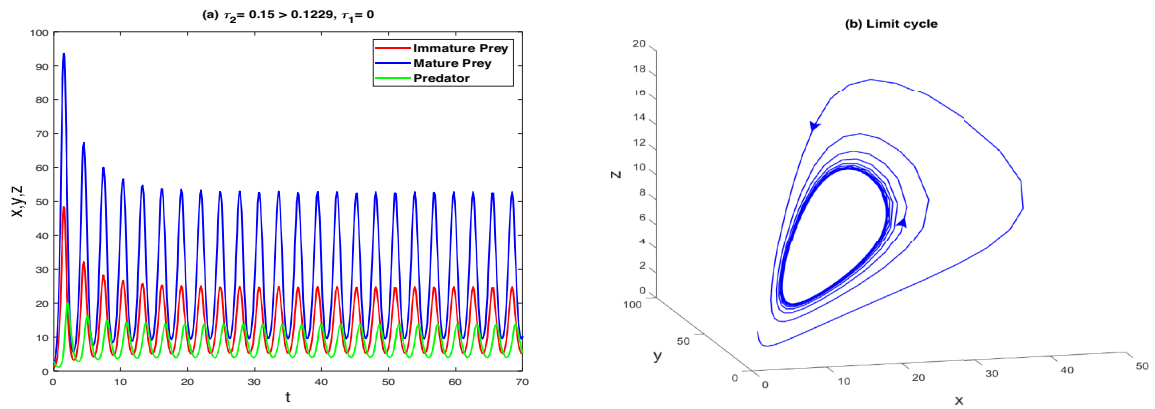 (a) τ2= 0.15 > 0.1229, τ1= 0
100
90
80
70
60
50
40
30
20
10
0
x,y,z
Immature Prey
Mature Prey
Predator
0 10 20 30 40 50 60 70
t
(b) Limit cycle
20
18
16
14
12
10
8
6
4
2
0
z
100
50
0
y
0 10 20 30 40 50
x